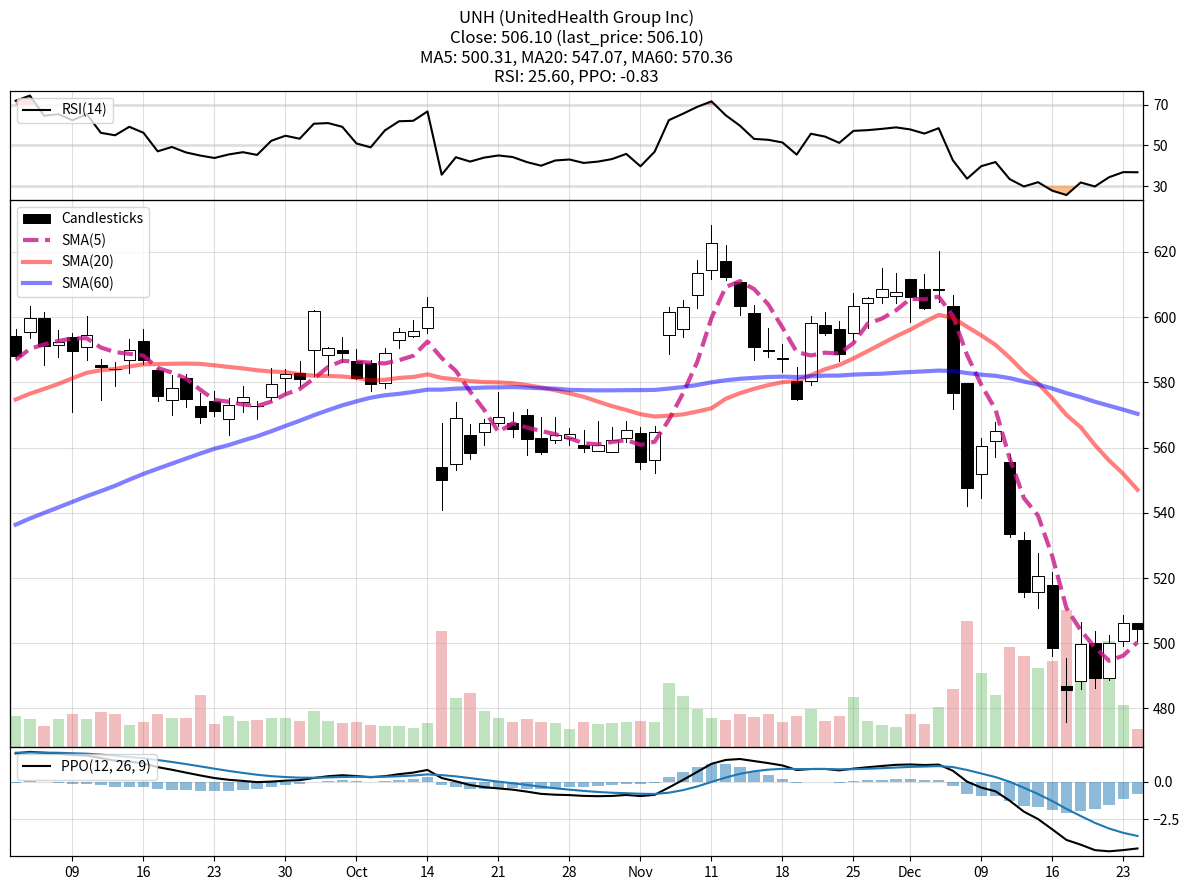 UNH (UnitedHealth Group Inc)
Close: 506.10 (last_price: 506.10)
MA5: 500.31, MA20: 547.07, MA60: 570.36
RSI: 25.60, PPO: -0.83
RSI(14)
70
50
30
Candlesticks
SMA(5)
SMA(20)
SMA(60)
620
600
580
560
540
520
500
480
PPO(12, 26, 9)
0.0
−2.5
09 16 23 30 Oct 14 21 28 Nov 11 18 25 Dec 09 16 23